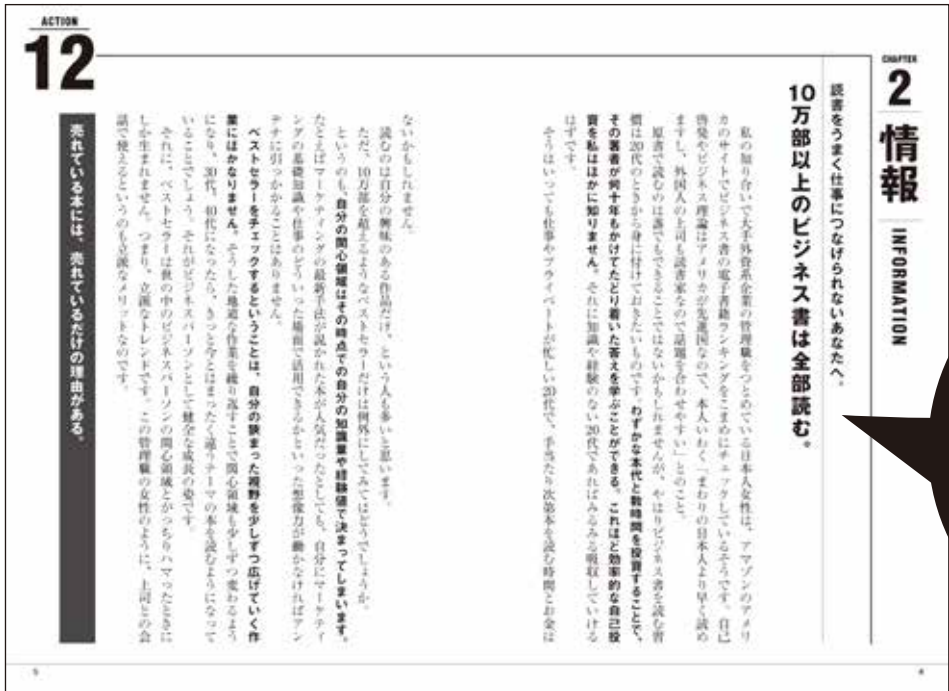 CHAPTER
2
情報
INFORMATION
読書をうまく仕事につなげられないあなたへ。
10万部以上のビジネス書は全部読む。
私の知り合いで大手外資系企業の管理職をつとめている日本人女性は、アマゾンのアメリ
カのサイトでビジネス書の電子書籍ランキングをこまめにチェックしているそうです。自己
啓発やビジネス理論はアメリカが先進国なので、本人いわく「まわりの日本人より早く読め
ますし、外国人の上司も読書家なので話題を合わせやすい」とのこと。
原書で読むのは誰でもできることではないかもしれませんが、やはりビジネス書を読む習
慣は20代のときから身に付けておきたいものです。わずかな本代と数時間を投資することで、
その著者が何十年もかけてたどり着いた答えを学ぶことができる。これほど効率的な自己投
資を私はほかに知りません。それに知識や経験のない20代であればみるみる吸収していける
はずです。
そうはいっても仕事やプライベートが忙しい20代で、手当たり次第本を読む時間とお金は
ないかもしれません。
読むのは自分の興味のある作品だけ、という人も多いと思います。
ただ、10万部を超えるようなベストセラーだけは例外にしてみてはどうでしょうか。
というのも、自分の関心領域はその時点での自分の知識量や経験値で決まってしまいます。
たとえばマーケティングの最新手法が説かれた本が人気だったとしても、自分にマーケティ
ングの基礎知識や仕事のどういった場面で活用できるかといった想像力が働かなければアン
テナに引っかかることはありません。
ベストセラーをチェックするということは、自分の狭まった視野を少しずつ広げていく作
業にほかなりません。そうした地道な作業を繰り返すことで関心領域も少しずつ変わるよう
になり、30代、40代になったら、きっと今とはまったく違うテーマの本を読むようになって
いることでしょう。それがビジネスパーソンとして健全な成長の姿です。
それに、ベストセラーは世の中のビジネスパーソンの関心領域とがっちりハマったときに
しか生まれません。つまり、立派なトレンドです。この管理職の女性のように、上司との会
話で使えるというのも立派なメリットなのです。
売れている本には、売れているだけの理由がある。
ACTION
12